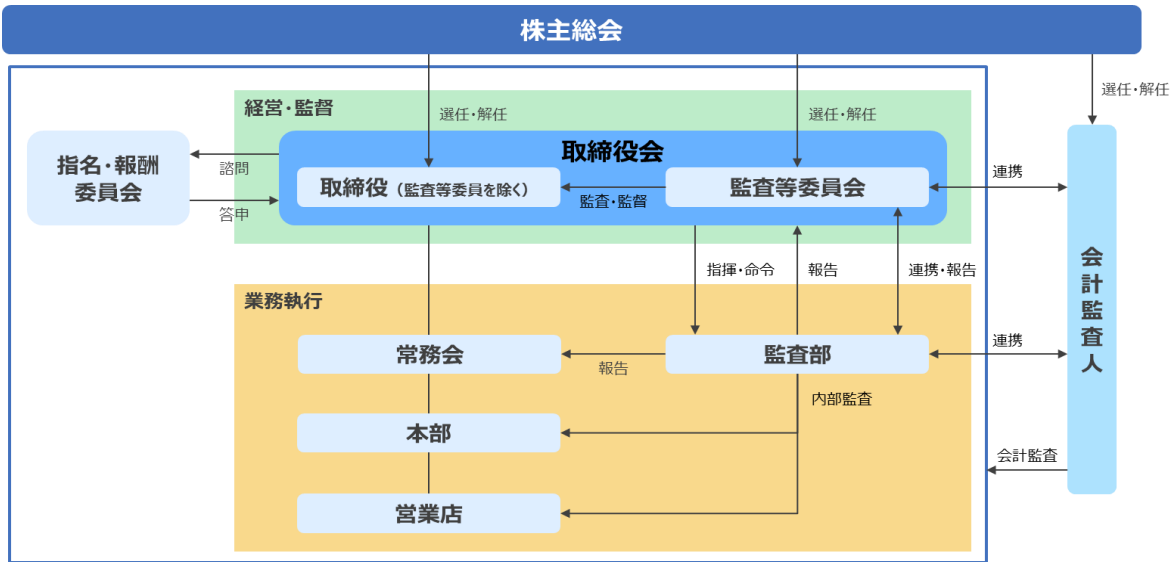 株主総会
選任・解任
選任・解任
選任・解任
経営・監督
取締役会
指名・報酬
委員会
諮問
答申
取締役（監査等委員を除く）
監査・監督
監査等委員会
連携
指揮・命令
報告
連携・報告
会計監査人
業務執行
常務会
報告
監査部
連携
内部監査
本部
会計監査
営業店